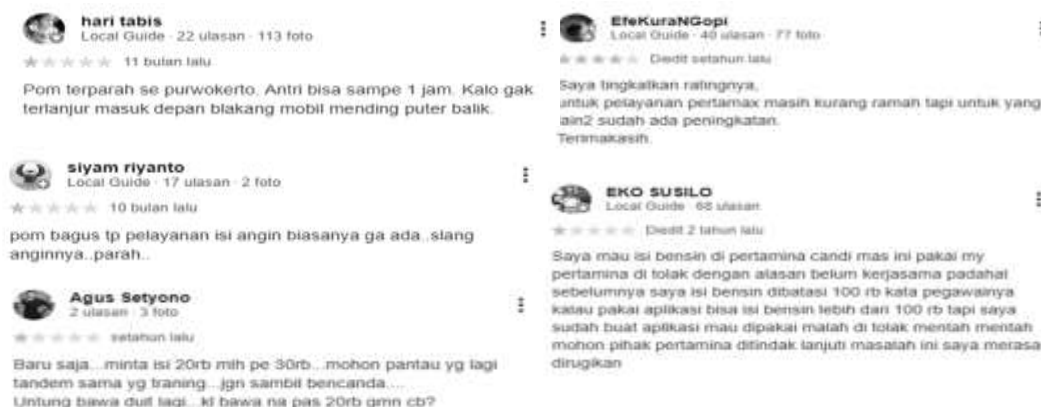 hari tabis
Local Guide · 22 ulasan · 113 foto
11 bulan lalu
Pom terparah se purwokerto. Antri bisa sampe 1 jam. Kalo gak
terlanjur masuk depan blakang mobil mending puter balik.
siyam riyanto
Local Guide · 17 ulasan · 2 foto
10 bulan lalu
pom bagus tp pelayanan isi angin biasanya ga ada..slang
anginnya..parah..
Agus Setyono
2 ulasan · 3 foto
setahun lalu
Baru saja...minta isi 20rb mlh pe 30rb...mohon pantau yg lagi
tandem sama yg traning...jgn sambil bencanda....
Untung bawa duit lagi.. kl bawa na pas 20rb gmn cb?
EfeKuraNGopi
Local Guide · 40 ulasan · 77 foto
Diedit setahun lalu
Saya tingkatkan ratingnya,
untuk pelayanan pertamax masih kurang ramah tapi untuk yang
lain2 sudah ada peningkatan.
Terimakasih.
EKO SUSILO
Local Guide · 68 ulasan
Diedit 2 tahun lalu
Saya mau isi bensin di pertamina candi mas ini pakai my
pertamina di tolak dengan alasan belum kerjasama padahal
sebelumnya saya isi bensin dibatasi 100 rb kata pegawainya
kalau pakai aplikasi bisa isi bensin lebih dari 100 rb tapi saya
sudah buat aplikasi mau dipakai malah di tolak mentah mentah
mohon pihak pertamina ditindak lanjuti masalah ini saya merasa
dirugikan